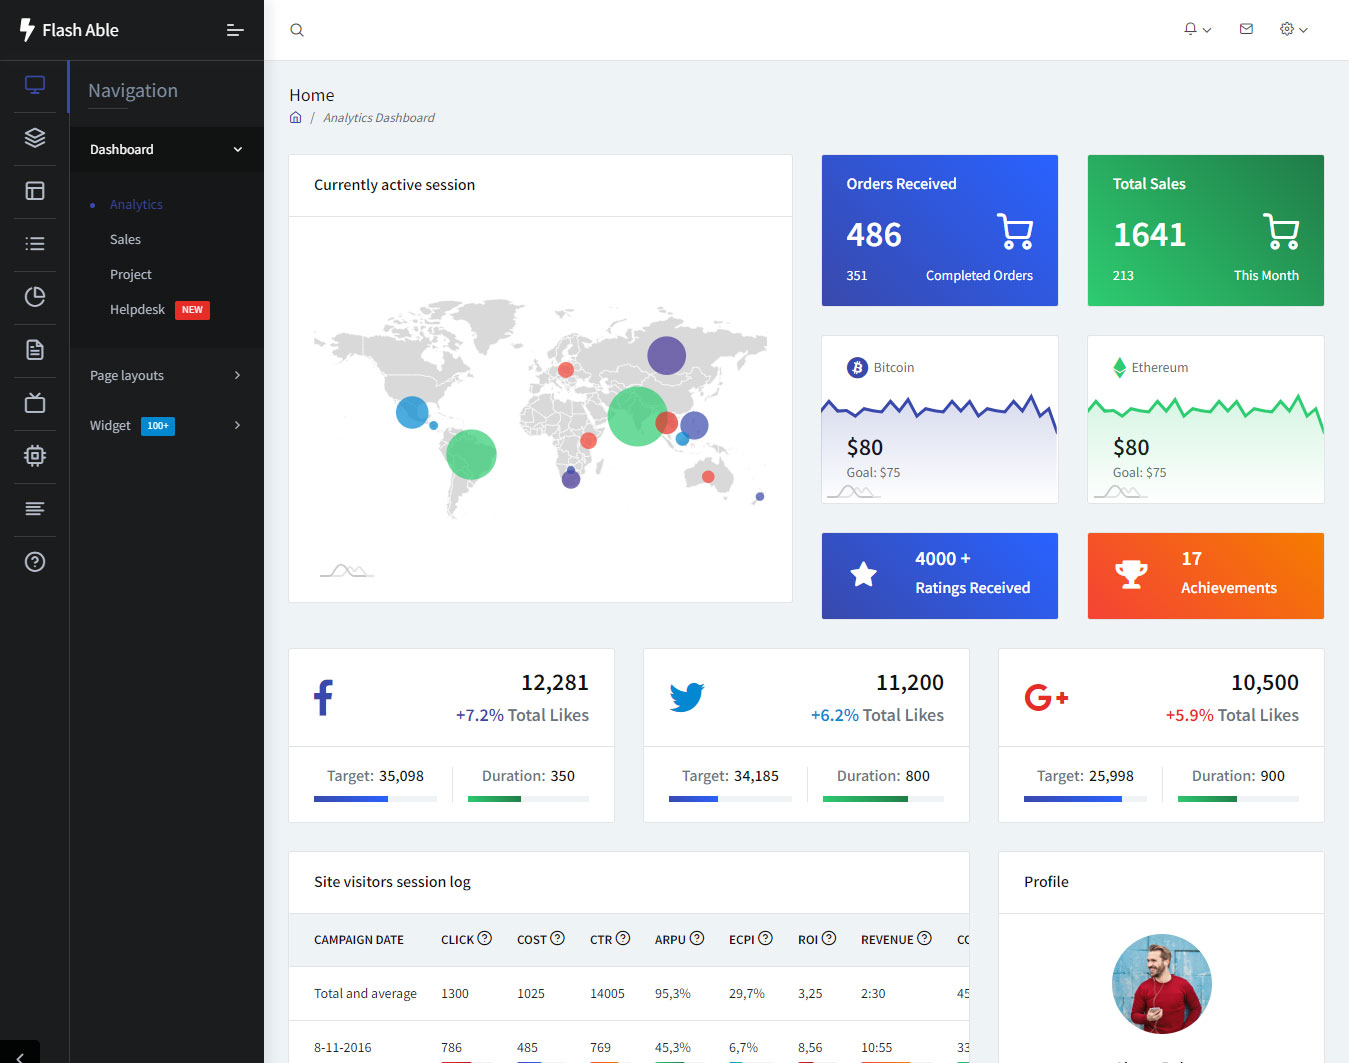 Flash Able
Navigation
Dashboard
Analytics
Sales
Project
Helpdesk NEW
Page layouts
Widget 100+
Home
/ Analytics Dashboard
Currently active session
Orders Received
486
351 Completed Orders
Total Sales
1641
213 This Month
Bitcoin
$80
Goal: $75
Ethereum
$80
Goal: $75
4000 +
Ratings Received
17
Achievements
12,281
+7.2% Total Likes
Target: 35,098 Duration: 350
11,200
+6.2% Total Likes
Target: 34,185 Duration: 800
10,500
+5.9% Total Likes
Target: 25,998 Duration: 900
Site visitors session log
CAMPAIGN DATE CLICK COST CTR ARPU ECPI ROI REVENUE
Total and average 1300 1025 14005 95,3% 29,7% 3,25 2:30 45
8-11-2016 786 485 769 45,3% 6,7% 8,56 10:55 33
Profile